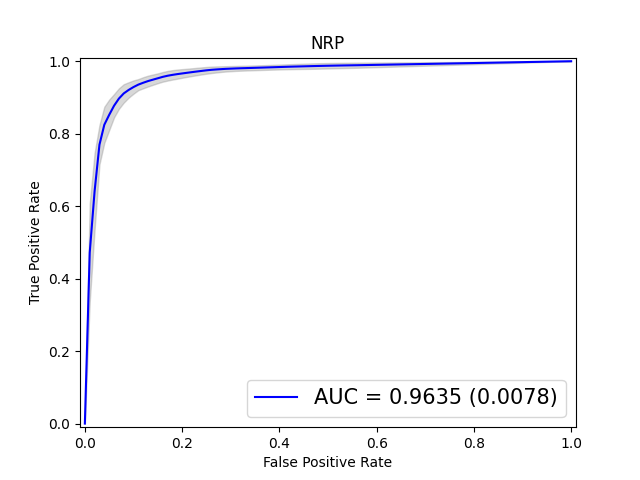 NRP
1.0
0.8
0.6
0.4
0.2
0.0
True Positive Rate
AUC = 0.9635 (0.0078)
0.0 0.2 0.4 0.6 0.8 1.0
False Positive Rate